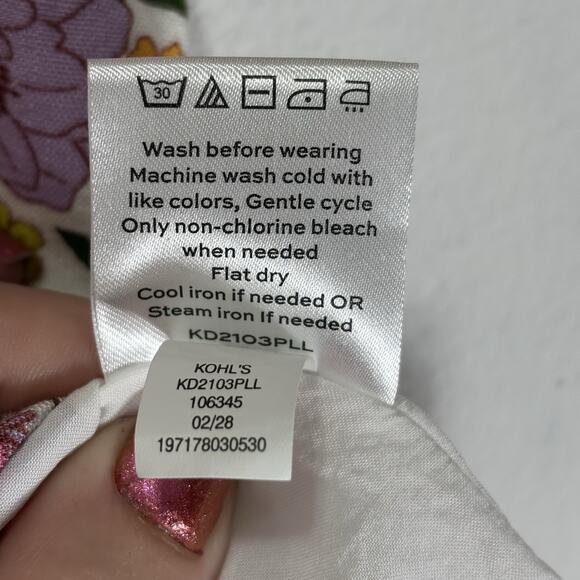 30
Wash before wearing
Machine wash cold with
like colors, Gentle cycle
Only non-chlorine bleach
when needed
Flat dry
Cool iron if needed OR
Steam iron If needed
KD2103PLL
KOHL'S
KD2103PLL
106345
02/28
197178030530